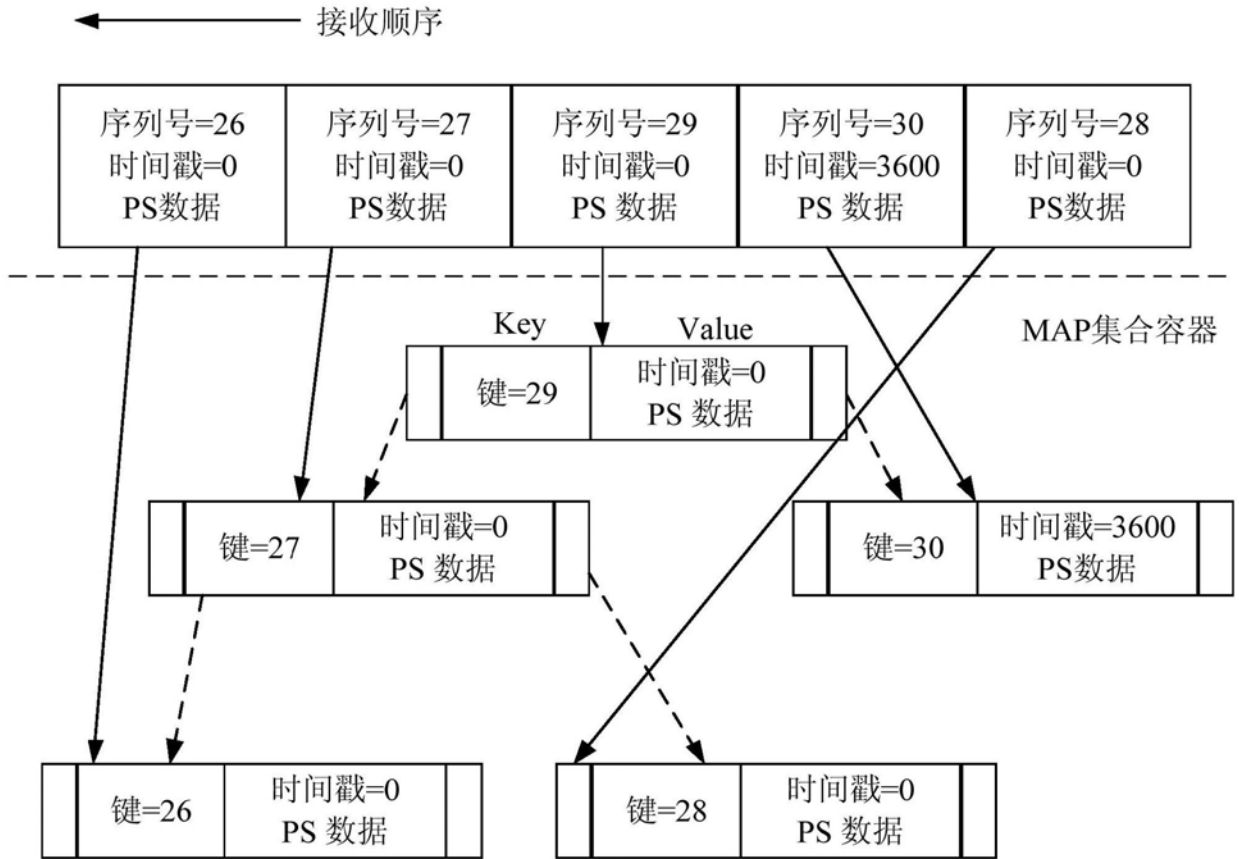 接收顺序
序列号=26
时间戳=0
PS数据
序列号=27
时间戳=0
PS数据
序列号=29
时间戳=0
PS 数据
序列号=30
时间戳=3600
PS数据
序列号=28
时间戳=0
PS数据
MAP集合容器
Key
Value
键=29
时间戳=0
PS 数据
键=27
时间戳=0
PS 数据
键=30
时间戳=3600
PS数据
键=26
时间戳=0
PS 数据
键=28
时间戳=0
PS 数据